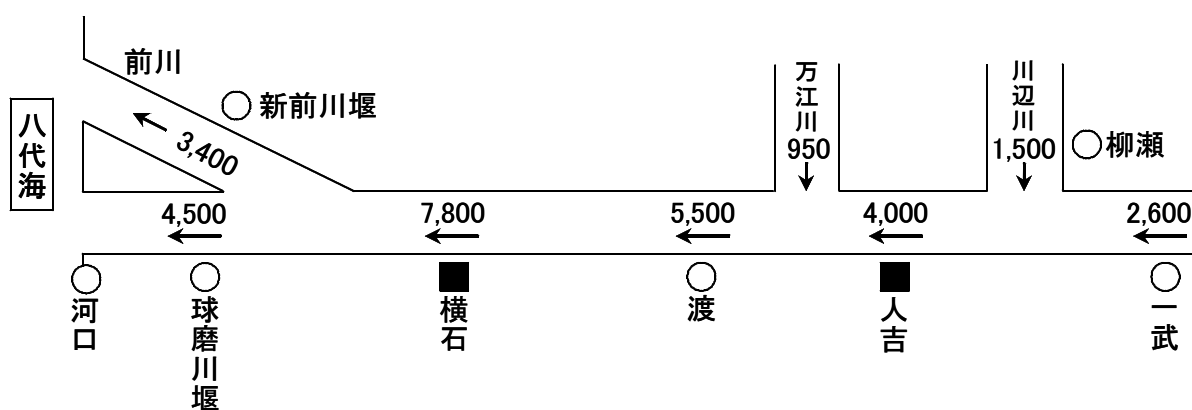 前川
新前川堰
八代海
3,400
万江川
950
川辺川
1,500
柳瀬
4,500
7,800
5,500
4,000
2,600
河口
球磨川堰
横石
渡
人吉
一武